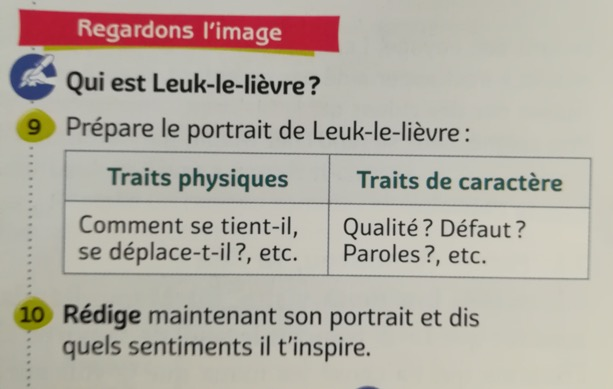 Regardons l'image
Qui est Leuk-le-lièvre ?
9 Prépare le portrait de Leuk-le-lièvre :
Traits physiques
Traits de caractère
Comment se tient-il,
se déplace-t-il ?, etc.
Qualité ? Défaut ?
Paroles ?, etc.
10 Rédige maintenant son portrait et dis
quels sentiments il t'inspire.